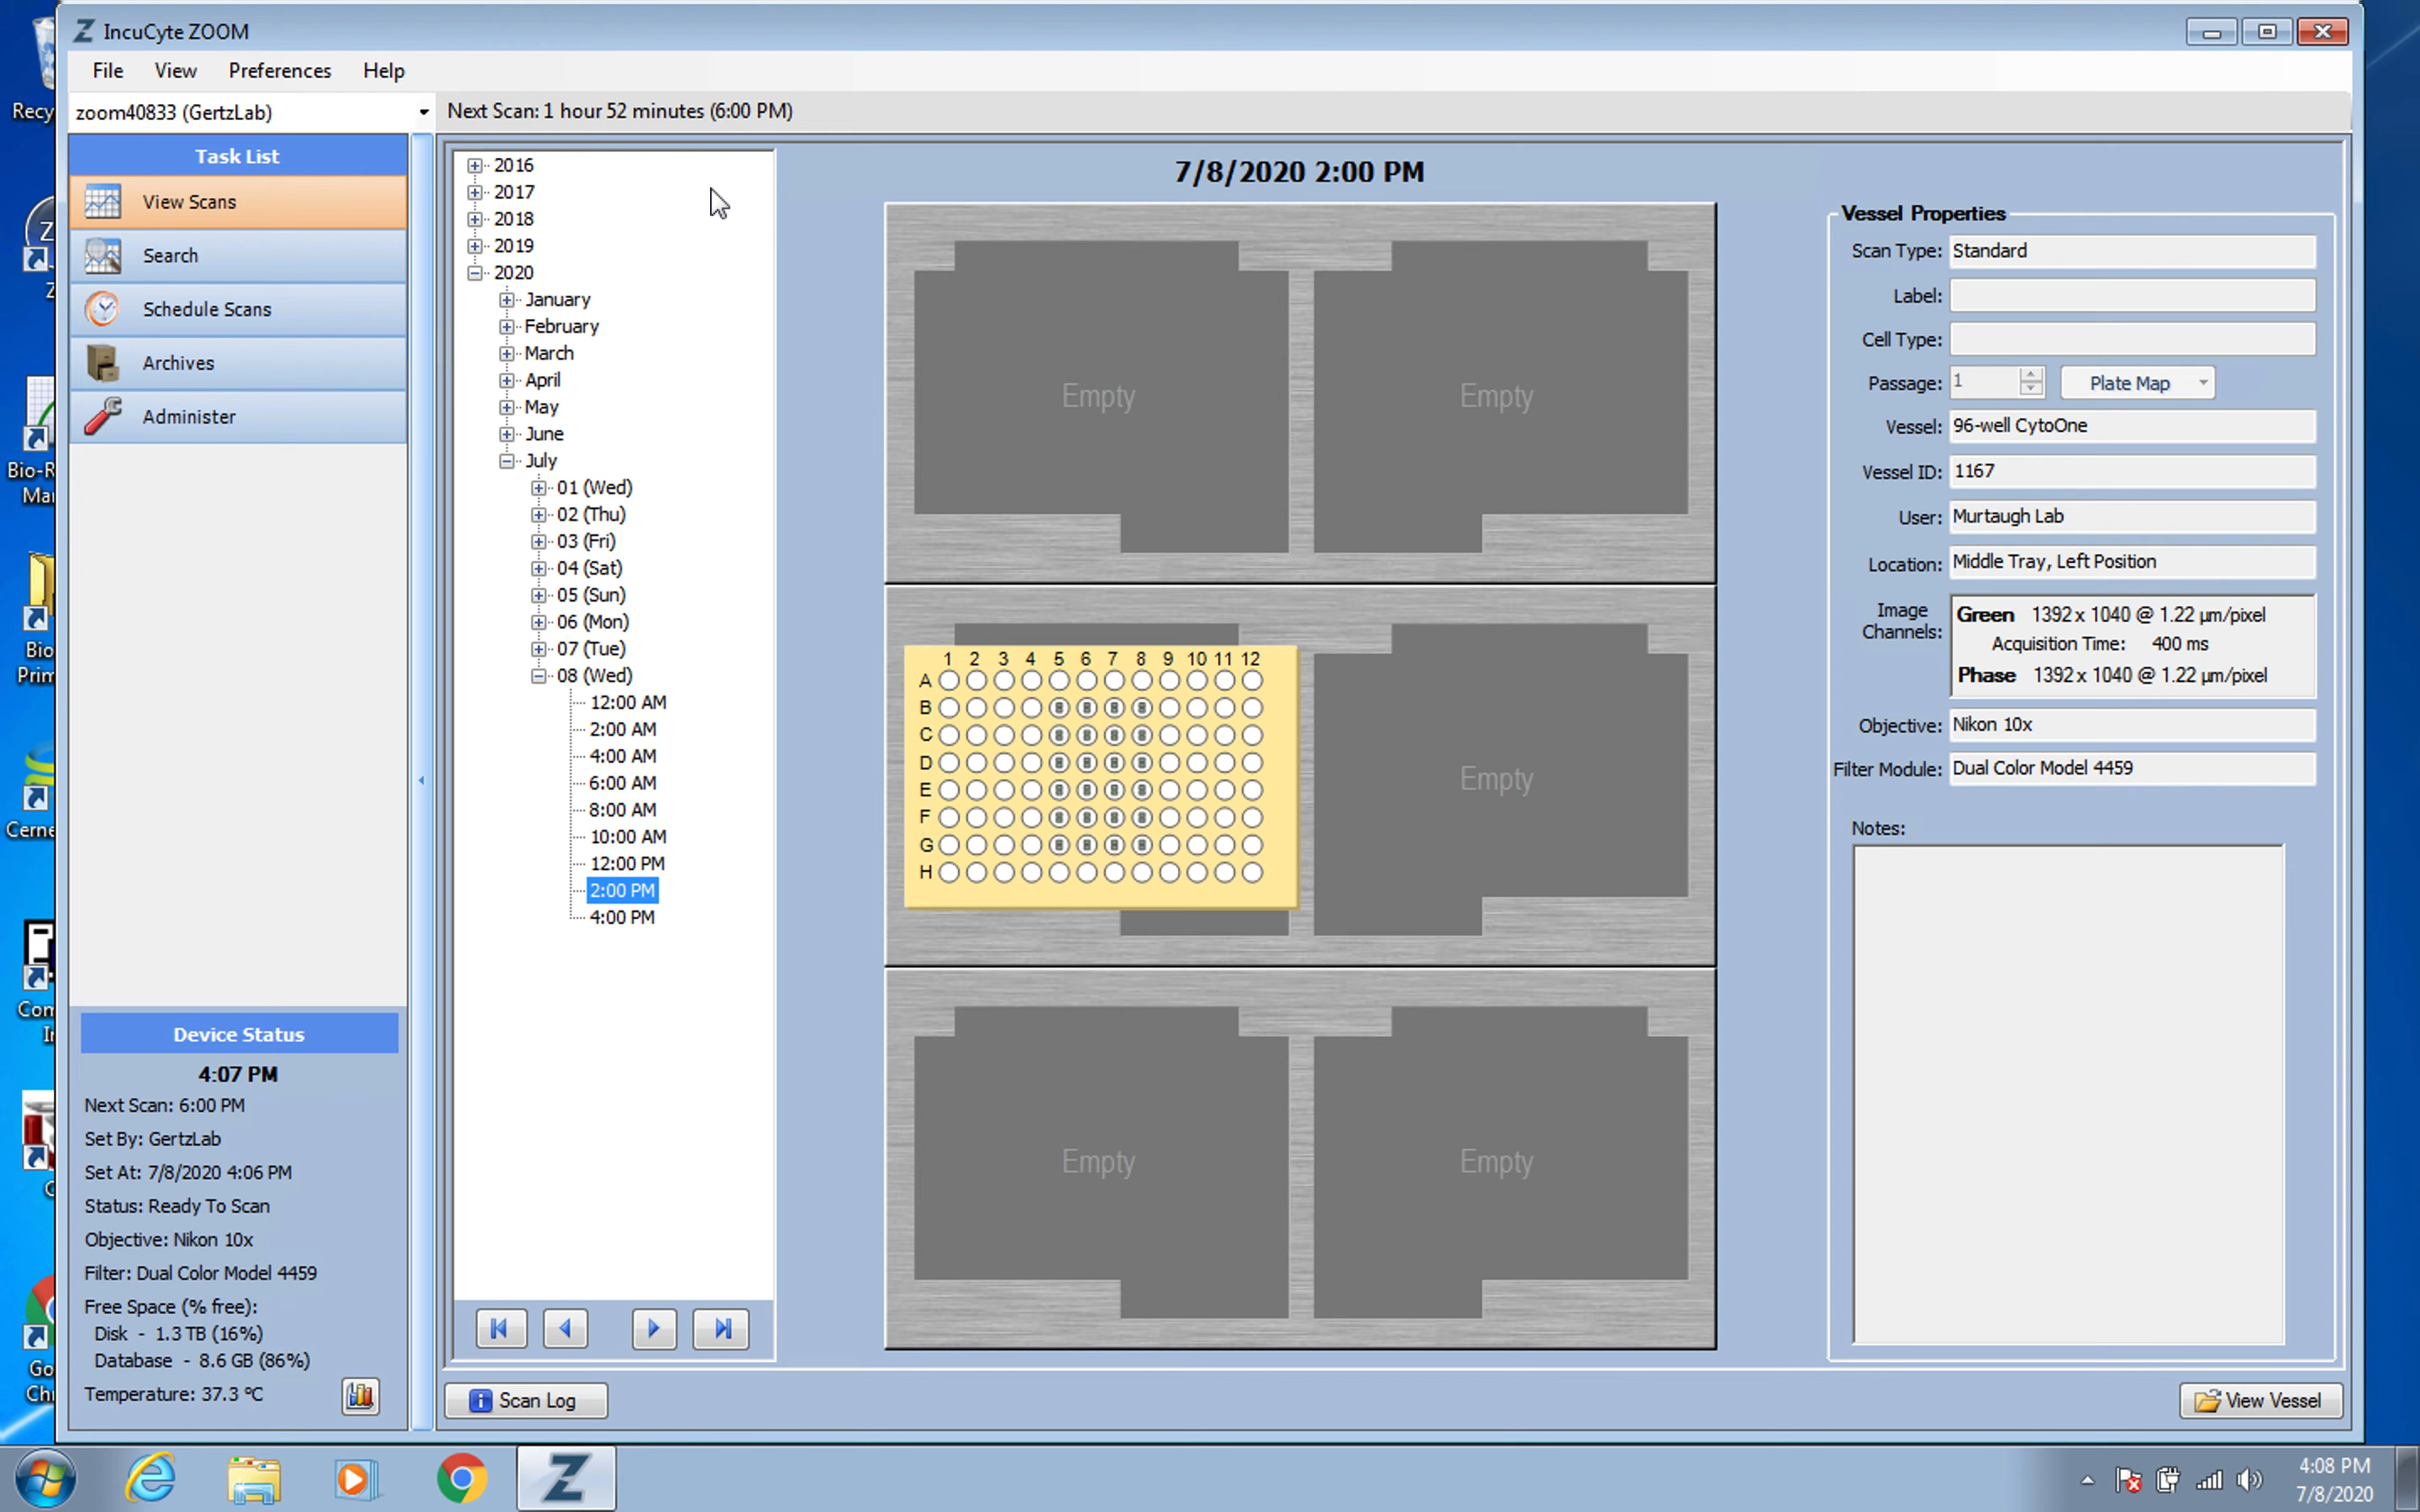 IncuCyte ZOOM
File View Preferences Help
zoom40833 (GertzLab)
Next Scan: 1 hour 52 minutes (6:00 PM)
Task List
View Scans
Search
Schedule Scans
Archives
Administer
Device Status
4:07 PM
Next Scan: 6:00 PM
Set By: GertzLab
Set At: 7/8/2020 4:06 PM
Status: Ready To Scan
Objective: Nikon 10x
Filter: Dual Color Model 4459
Free Space (% free):
Disk - 1.3 TB (16%)
Database - 8.6 GB (86%)
Temperature: 37.3 °C
2016
2017
2018
2019
2020
January
February
March
April
May
June
July
01 (Wed)
02 (Thu)
03 (Fri)
04 (Sat)
05 (Sun)
06 (Mon)
07 (Tue)
08 (Wed)
12:00 AM
2:00 AM
4:00 AM
6:00 AM
8:00 AM
10:00 AM
12:00 PM
2:00 PM
4:00 PM
Scan Log
7/8/2020 2:00 PM
Empty Empty
1 2 3 4 5 6 7 8 9 10 11 12
A
B
C
D
E
F
G
H
Empty
Empty Empty
Vessel Properties
Scan Type: Standard
Label:
Cell Type:
Passage: 1 Plate Map
Vessel: 96-well CytoOne
Vessel ID: 1167
User: Murtaugh Lab
Location: Middle Tray, Left Position
Image Channels:
Green 1392 x 1040 @ 1.22 µm/pixel
Acquisition Time: 400 ms
Phase 1392 x 1040 @ 1.22 µm/pixel
Objective: Nikon 10x
Filter Module: Dual Color Model 4459
Notes:
View Vessel
Recy
Z
Bio-R
Ma
Bio
Prim
Cerne
Con
Go
Ch
4:08 PM
7/8/2020